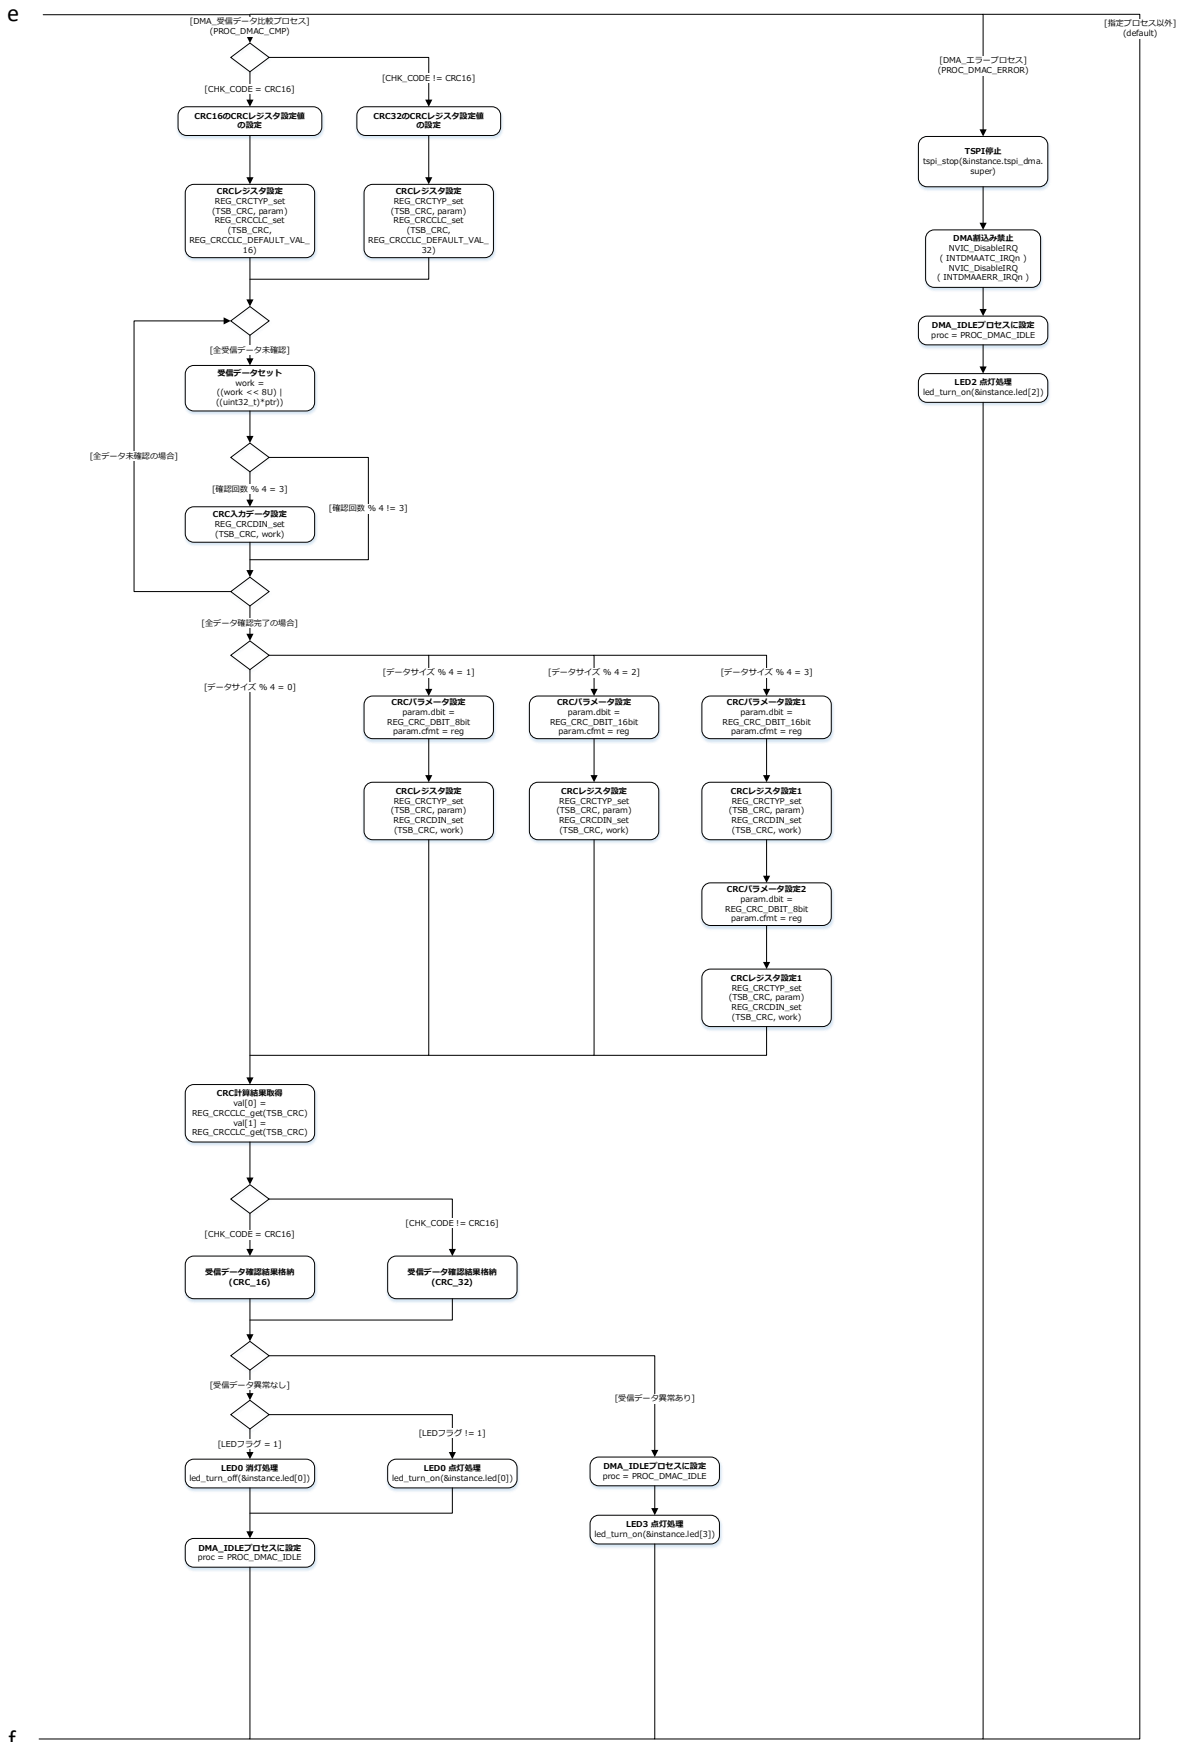 e
[DMA_受信データ比較プロセス]
(PROC_DMAC_CMP)
[指定プロセス以外]
(default)
[CHK_CODE != CRC16]
[CHK_CODE = CRC16]
[DMA_エラープロセス]
(PROC_DMAC_ERROR)
CRC16のCRCレジスタ設定値
の設定
CRC32のCRCレジスタ設定値
の設定
TSPI停止
tspi_stop(&instance.tspi_dma.
super)
CRCレジスタ設定
REG_CRCTYP_set
(TSB_CRC, param)
REG_CRCCLC_set
(TSB_CRC,
REG_CRCCLC_DEFAULT_VAL_
16)
CRCレジスタ設定
REG_CRCTYP_set
(TSB_CRC, param)
REG_CRCCLC_set
(TSB_CRC,
REG_CRCCLC_DEFAULT_VAL_
32)
DMA割込み禁止
NVIC_DisableIRQ
( INTDMAATC_IRQn )
NVIC_DisableIRQ
( INTDMAAERR_IRQn )
DMA_IDLEプロセスに設定
proc = PROC_DMAC_IDLE
LED2 点灯処理
led_turn_on(&instance.led[2])
[全受信データ未確認]
受信データセット
work =
((work << 8U) |
((uint32_t)*ptr))
[全データ未確認の場合]
[確認回数 % 4 = 3]
[確認回数 % 4 != 3]
CRC入力データ設定
REG_CRCDIN_set
(TSB_CRC, work)
[全データ確認完了の場合]
[データサイズ % 4 = 0]
[データサイズ % 4 = 1]
[データサイズ % 4 = 2]
[データサイズ % 4 = 3]
CRCパラメータ設定
param.dbit =
REG_CRC_DBIT_8bit
param.cfmt = reg
CRCパラメータ設定
param.dbit =
REG_CRC_DBIT_16bit
param.cfmt = reg
CRCパラメータ設定1
param.dbit =
REG_CRC_DBIT_16bit
param.cfmt = reg
CRCレジスタ設定
REG_CRCTYP_set
(TSB_CRC, param)
REG_CRCDIN_set
(TSB_CRC, work)
CRCレジスタ設定
REG_CRCTYP_set
(TSB_CRC, param)
REG_CRCDIN_set
(TSB_CRC, work)
CRCレジスタ設定1
REG_CRCTYP_set
(TSB_CRC, param)
REG_CRCDIN_set
(TSB_CRC, work)
CRCパラメータ設定2
param.dbit =
REG_CRC_DBIT_8bit
param.cfmt = reg
CRCレジスタ設定1
REG_CRCTYP_set
(TSB_CRC, param)
REG_CRCDIN_set
(TSB_CRC, work)
CRC計算結果取得
val[0] =
REG_CRCCLC_get(TSB_CRC)
val[1] =
REG_CRCCLC_get(TSB_CRC)
[CHK_CODE = CRC16]
[CHK_CODE != CRC16]
受信データ確認結果格納
(CRC_16)
受信データ確認結果格納
(CRC_32)
[受信データ異常なし]
[受信データ異常あり]
[LEDフラグ = 1]
[LEDフラグ != 1]
LED0 消灯処理
led_turn_off(&instance.led[0])
LED0 点灯処理
led_turn_on(&instance.led[0])
DMA_IDLEプロセスに設定
proc = PROC_DMAC_IDLE
LED3 点灯処理
led_turn_on(&instance.led[3])
DMA_IDLEプロセスに設定
proc = PROC_DMAC_IDLE
f